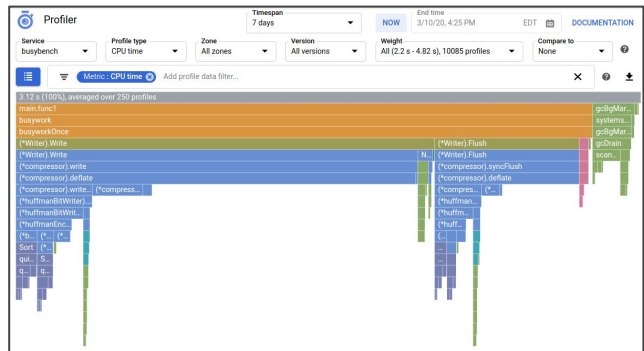 Profiler
Timespan
7 days
NOW
End time
3/10/20, 4:25 PM
EDT
DOCUMENTATION
Service
busybench
Profile type
CPU time
Zone
All zones
Version
All versions
Weight
All (2.2 s - 4.82 s), 10085 profiles
Compare to
None
Metric : CPU time
Add profile data filter...
3.12 s (100%), averaged over 250 profiles
main.func1
gcBgMar...
busywork
systems...
busyworkOnce
gcBgMar...
(*Writer).Write
(*Writer).Flush
gcDrain
(*Writer).Write
N...
(*Writer).Flush
scan...
(*compressor).write
(*compressor).syncFlush
(*compressor).deflate
(*compressor).deflate
(*compressor).write...
(*compress...
(*compres...
(*...
(*huffmanBitWriter)...
(*huffman...
(*huffmanBitWrit...
(*huffm...
(*huffmanEnc...
(*huff...
(*b...
(*...
(*...
(...
Sort
(*...
...
qui...
S...
...
q...
q...